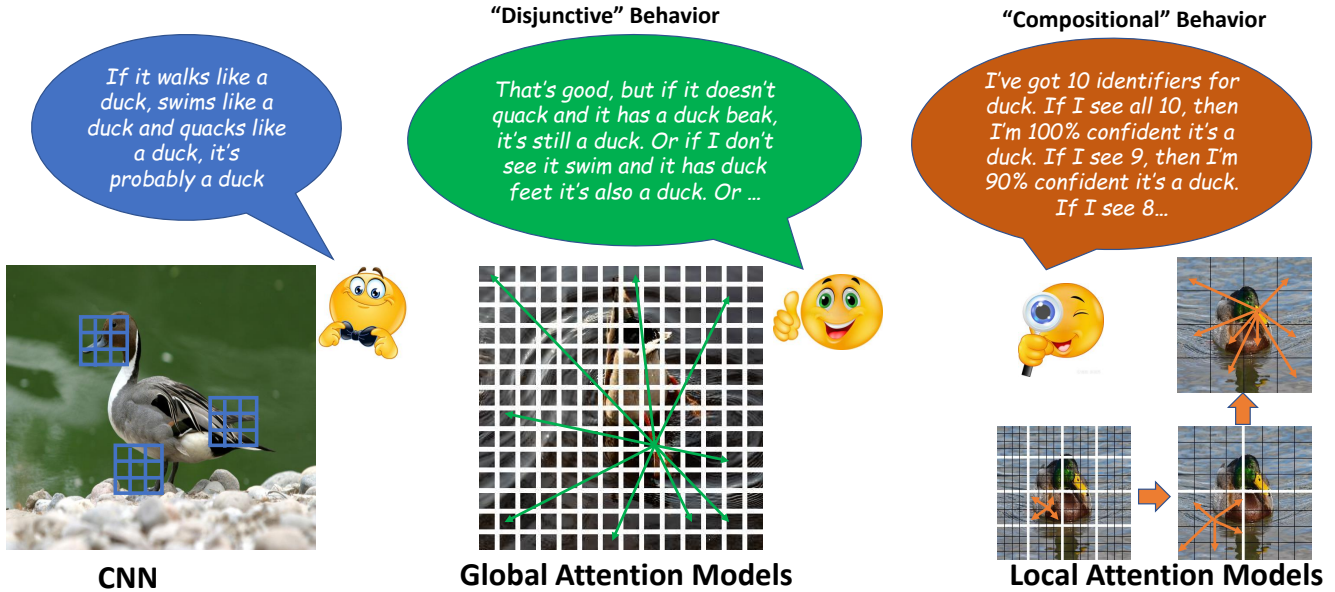 "Disjunctive" Behavior
"Compositional" Behavior
If it walks like a
duck, swims like a
duck and quacks like
a duck, it's
probably a duck
That's good, but if it doesn't
quack and it has a duck beak,
it's still a duck. Or if I don't
see it swim and it has duck
feet it's also a duck. Or ...
I've got 10 identifiers for
duck. If I see all 10, then
I'm 100% confident it's a
duck. If I see 9, then I'm
90% confident it's a duck.
If I see 8...
CNN
Global Attention Models
Local Attention Models